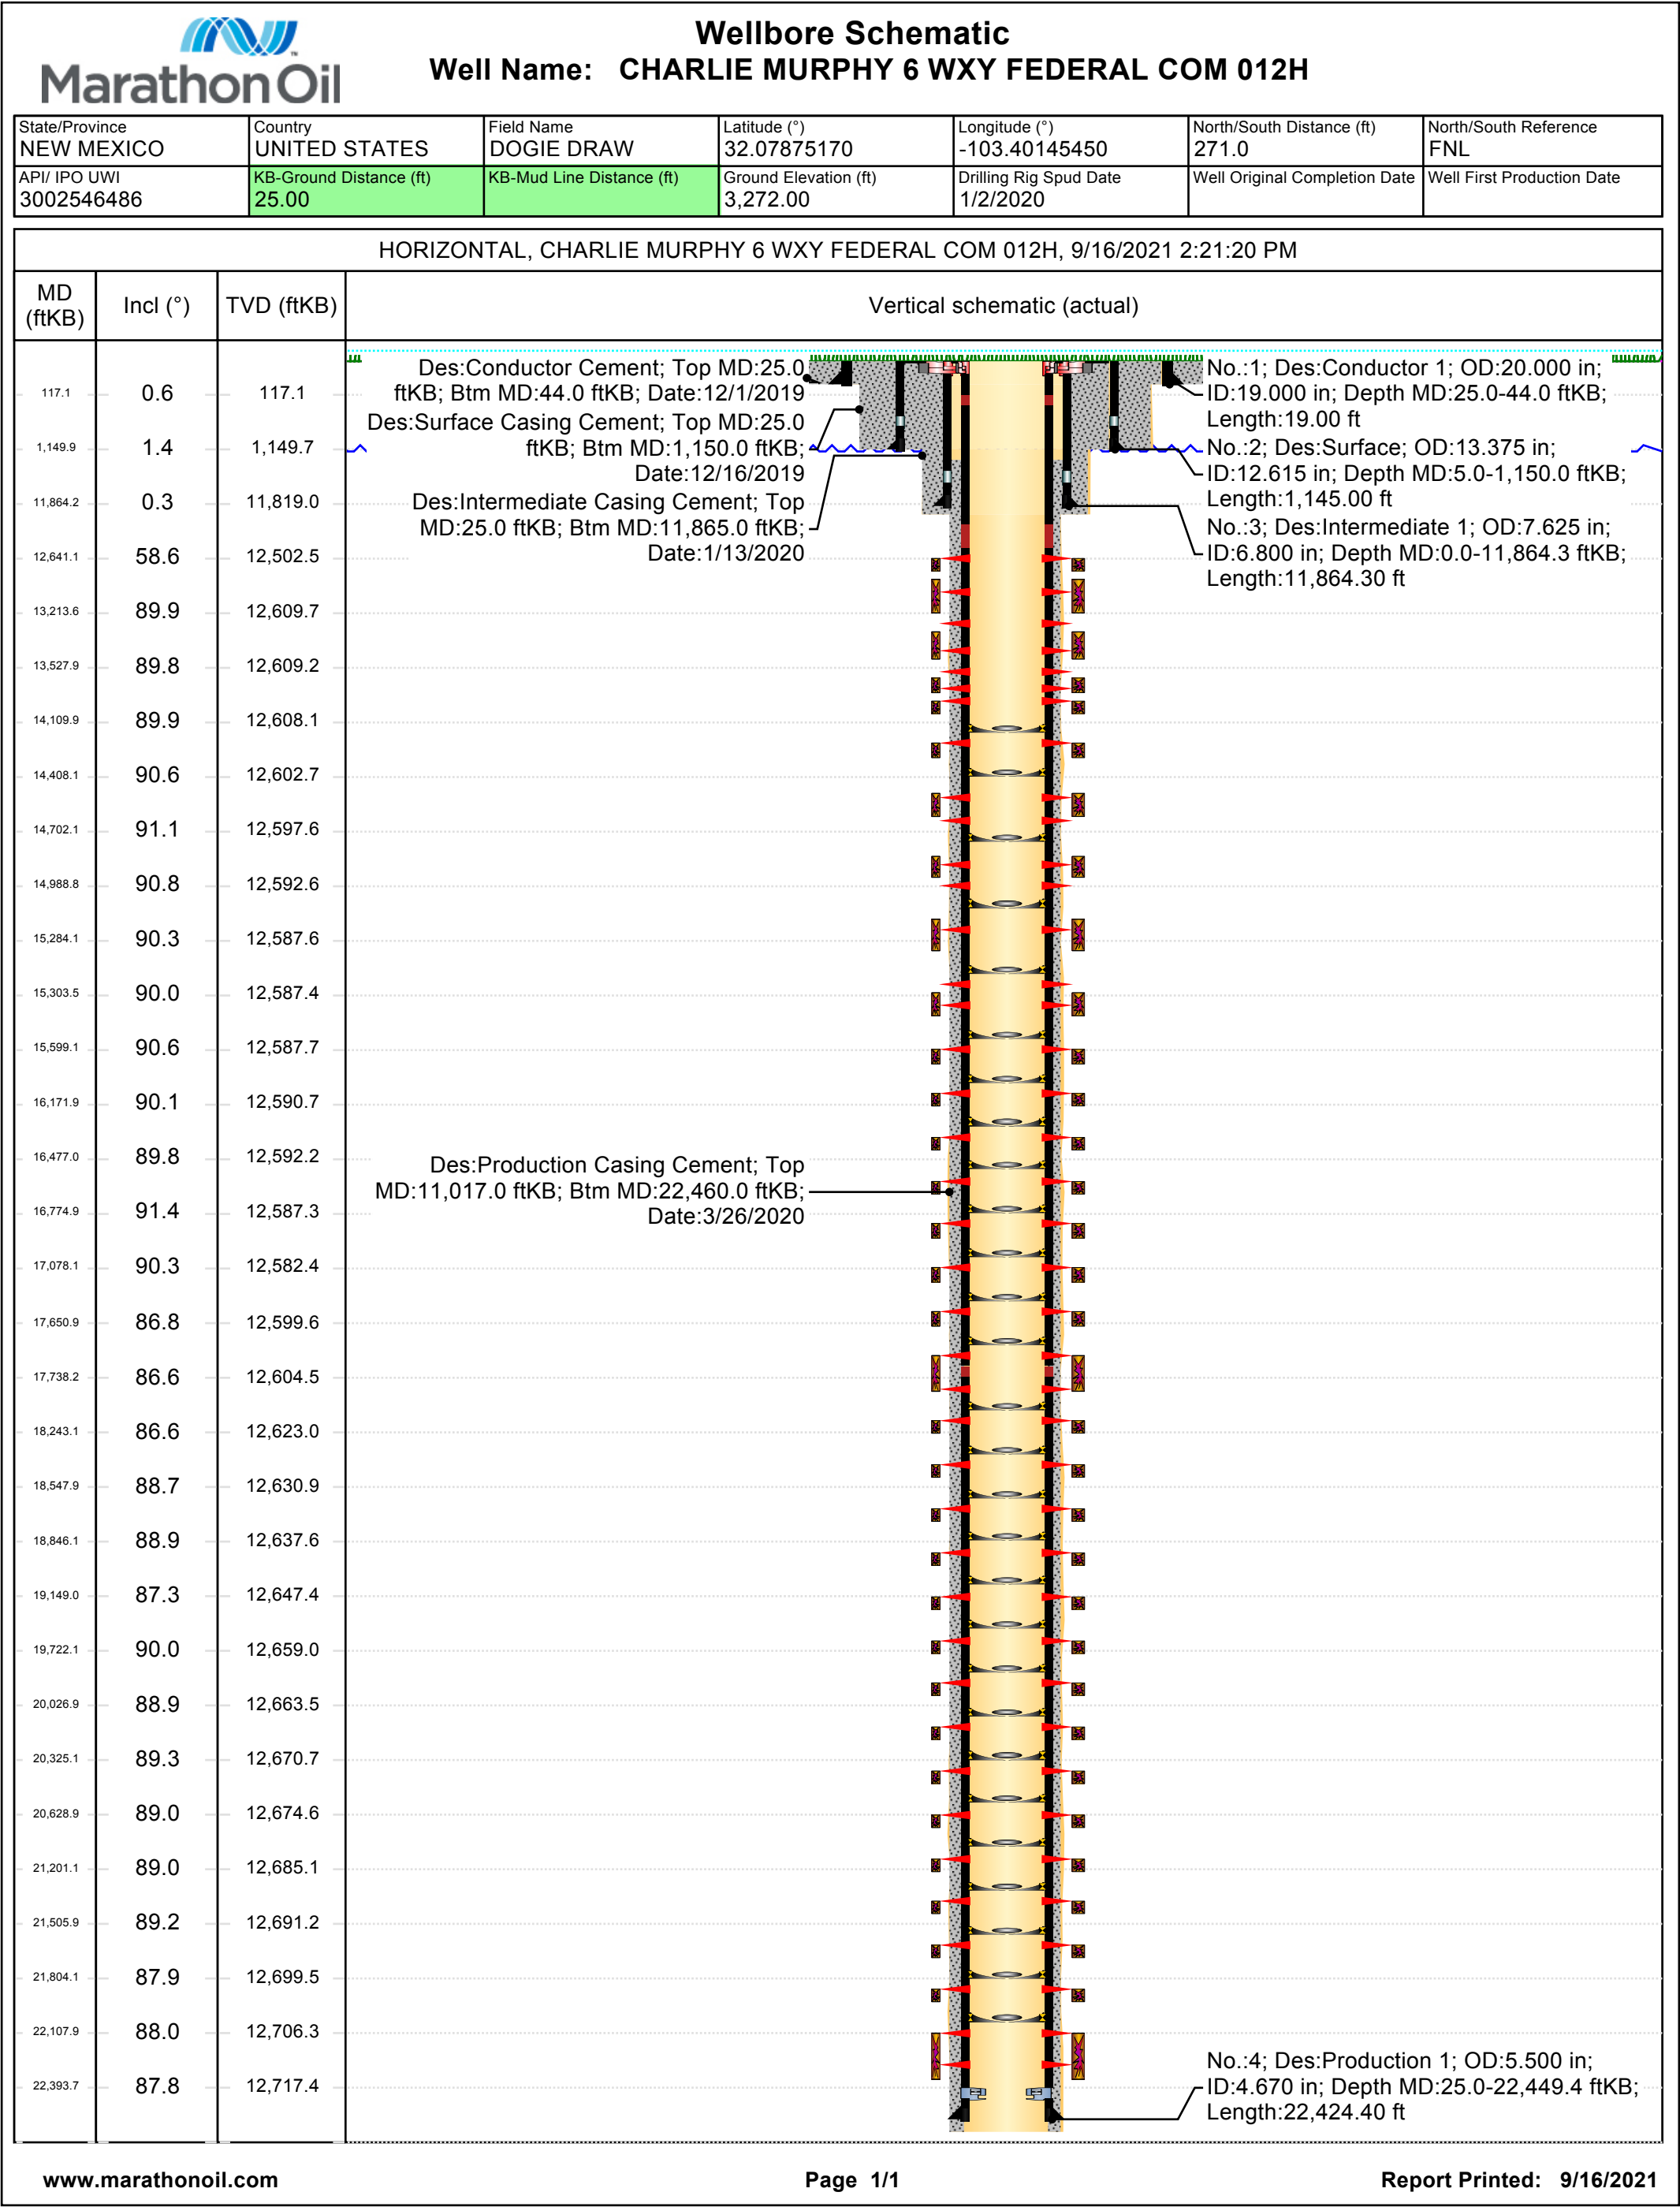 Marathon Oil
Wellbore Schematic
Well Name: CHARLIE MURPHY 6 WXY FEDERAL COM 012H
State/Province
NEW MEXICO
Country
UNITED STATES
Field Name
DOGIE DRAW
Latitude (°)
32.07875170
Longitude (°)
-103.40145450
North/South Distance (ft)
271.0
North/South Reference
FNL
API/ IPO UWI
3002546486
KB-Ground Distance (ft)
25.00
KB-Mud Line Distance (ft)
Ground Elevation (ft)
3,272.00
Drilling Rig Spud Date
1/2/2020
Well Original Completion Date
Well First Production Date
HORIZONTAL, CHARLIE MURPHY 6 WXY FEDERAL COM 012H, 9/16/2021 2:21:20 PM
MD
(ftKB)
Incl (°)
TVD (ftKB)
Vertical schematic (actual)
117.1 0.6 117.1
1,149.9 1.4 1,149.7
11,864.2 0.3 11,819.0
12,641.1 58.6 12,502.5
13,213.6 89.9 12,609.7
13,527.9 89.8 12,609.2
14,109.9 89.9 12,608.1
14,408.1 90.6 12,602.7
14,702.1 91.1 12,597.6
14,988.8 90.8 12,592.6
15,284.1 90.3 12,587.6
15,303.5 90.0 12,587.4
15,599.1 90.6 12,587.7
16,171.9 90.1 12,590.7
16,477.0 89.8 12,592.2
16,774.9 91.4 12,587.3
17,078.1 90.3 12,582.4
17,650.9 86.8 12,599.6
17,738.2 86.6 12,604.5
18,243.1 86.6 12,623.0
18,547.9 88.7 12,630.9
18,846.1 88.9 12,637.6
19,149.0 87.3 12,647.4
19,722.1 90.0 12,659.0
20,026.9 88.9 12,663.5
20,325.1 89.3 12,670.7
20,628.9 89.0 12,674.6
21,201.1 89.0 12,685.1
21,505.9 89.2 12,691.2
21,804.1 87.9 12,699.5
22,107.9 88.0 12,706.3
22,393.7 87.8 12,717.4
Des:Conductor Cement; Top MD:25.0
ftKB; Btm MD:44.0 ftKB; Date:12/1/2019
Des:Surface Casing Cement; Top MD:25.0
ftKB; Btm MD:1,150.0 ftKB;
Date:12/16/2019
Des:Intermediate Casing Cement; Top
MD:25.0 ftKB; Btm MD:11,865.0 ftKB;
Date:1/13/2020
No.:1; Des:Conductor 1; OD:20.000 in;
ID:19.000 in; Depth MD:25.0-44.0 ftKB;
Length:19.00 ft
No.:2; Des:Surface; OD:13.375 in;
ID:12.615 in; Depth MD:5.0-1,150.0 ftKB;
Length:1,145.00 ft
No.:3; Des:Intermediate 1; OD:7.625 in;
ID:6.800 in; Depth MD:0.0-11,864.3 ftKB;
Length:11,864.30 ft
Des:Production Casing Cement; Top
MD:11,017.0 ftKB; Btm MD:22,460.0 ftKB;
Date:3/26/2020
No.:4; Des:Production 1; OD:5.500 in;
ID:4.670 in; Depth MD:25.0-22,449.4 ftKB;
Length:22,424.40 ft
www.marathonoil.com
Page 1/1
Report Printed: 9/16/2021